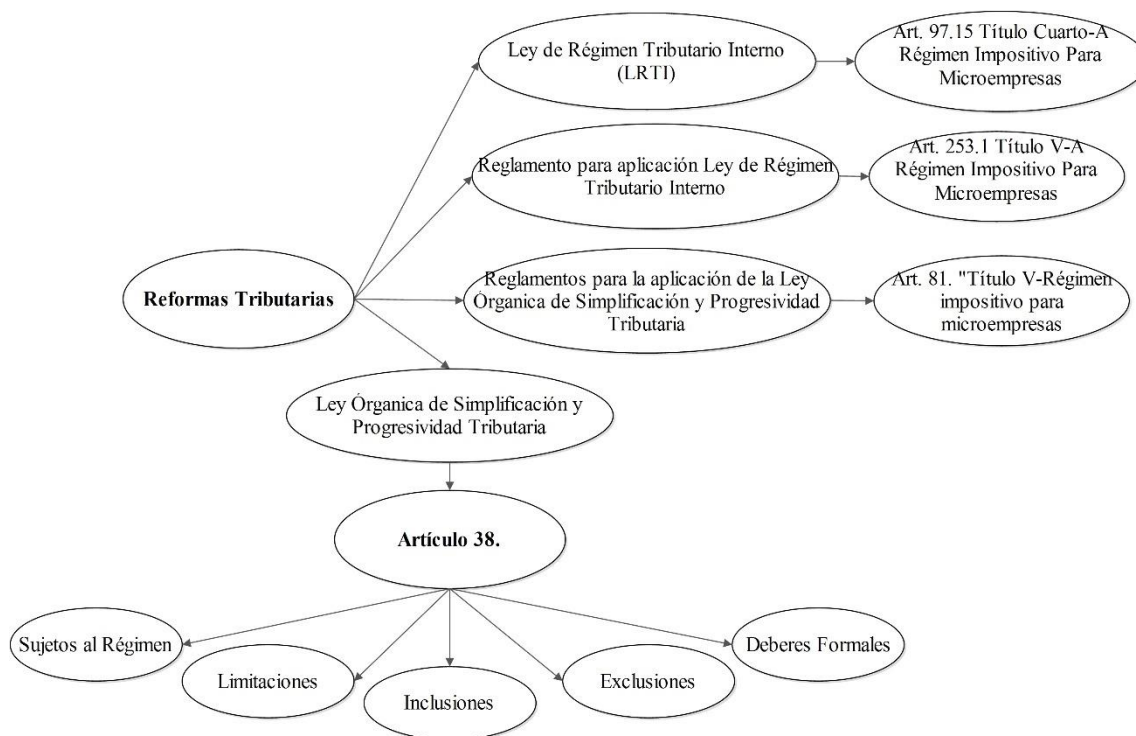 Ley de Régimen Tributario Interno
(LRTI)
Art. 97.15 Título Cuarto-A
Régimen Impositivo Para
Microempresas
Reglamento para aplicación Ley de Régimen
Tributario Interno
Art. 253.1 Título V-A
Régimen Impositivo Para
Microempresas
Reformas Tributarias
Reglamentos para la aplicación de la Ley
Órganica de Simplificación y Progresividad
Tributaria
Art. 81. "Título V-Régimen
impositivo para
microempresas
Ley Órganica de Simplificación y
Progresividad Tributaria
Artículo 38.
Sujetos al Régimen
Limitaciones
Inclusiones
Exclusiones
Deberes Formales